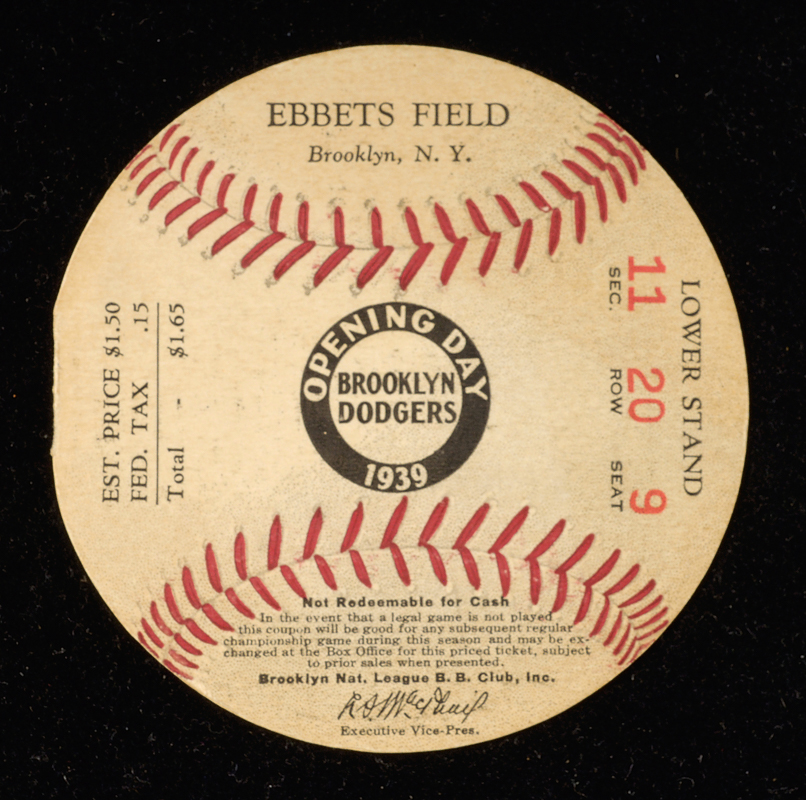 EBBETS FIELD
Brooklyn, N. Y.
EST. PRICE $1.50
FED. TAX .15
Total - $1.65
OPENING DAY
BROOKLYN
DODGERS
1939
LOWER STAND
11 20 9
SEC. ROW SEAT
Not Redeemable for Cash
In the event that a legal game is not played
this coupon will be good for any subsequent regular
championship game during this season and may be ex-
changed at the Box Office for this priced ticket, subject
to prior sales when presented.
Brooklyn Nat. League B. B. Club, Inc.
Executive Vice-Pres.